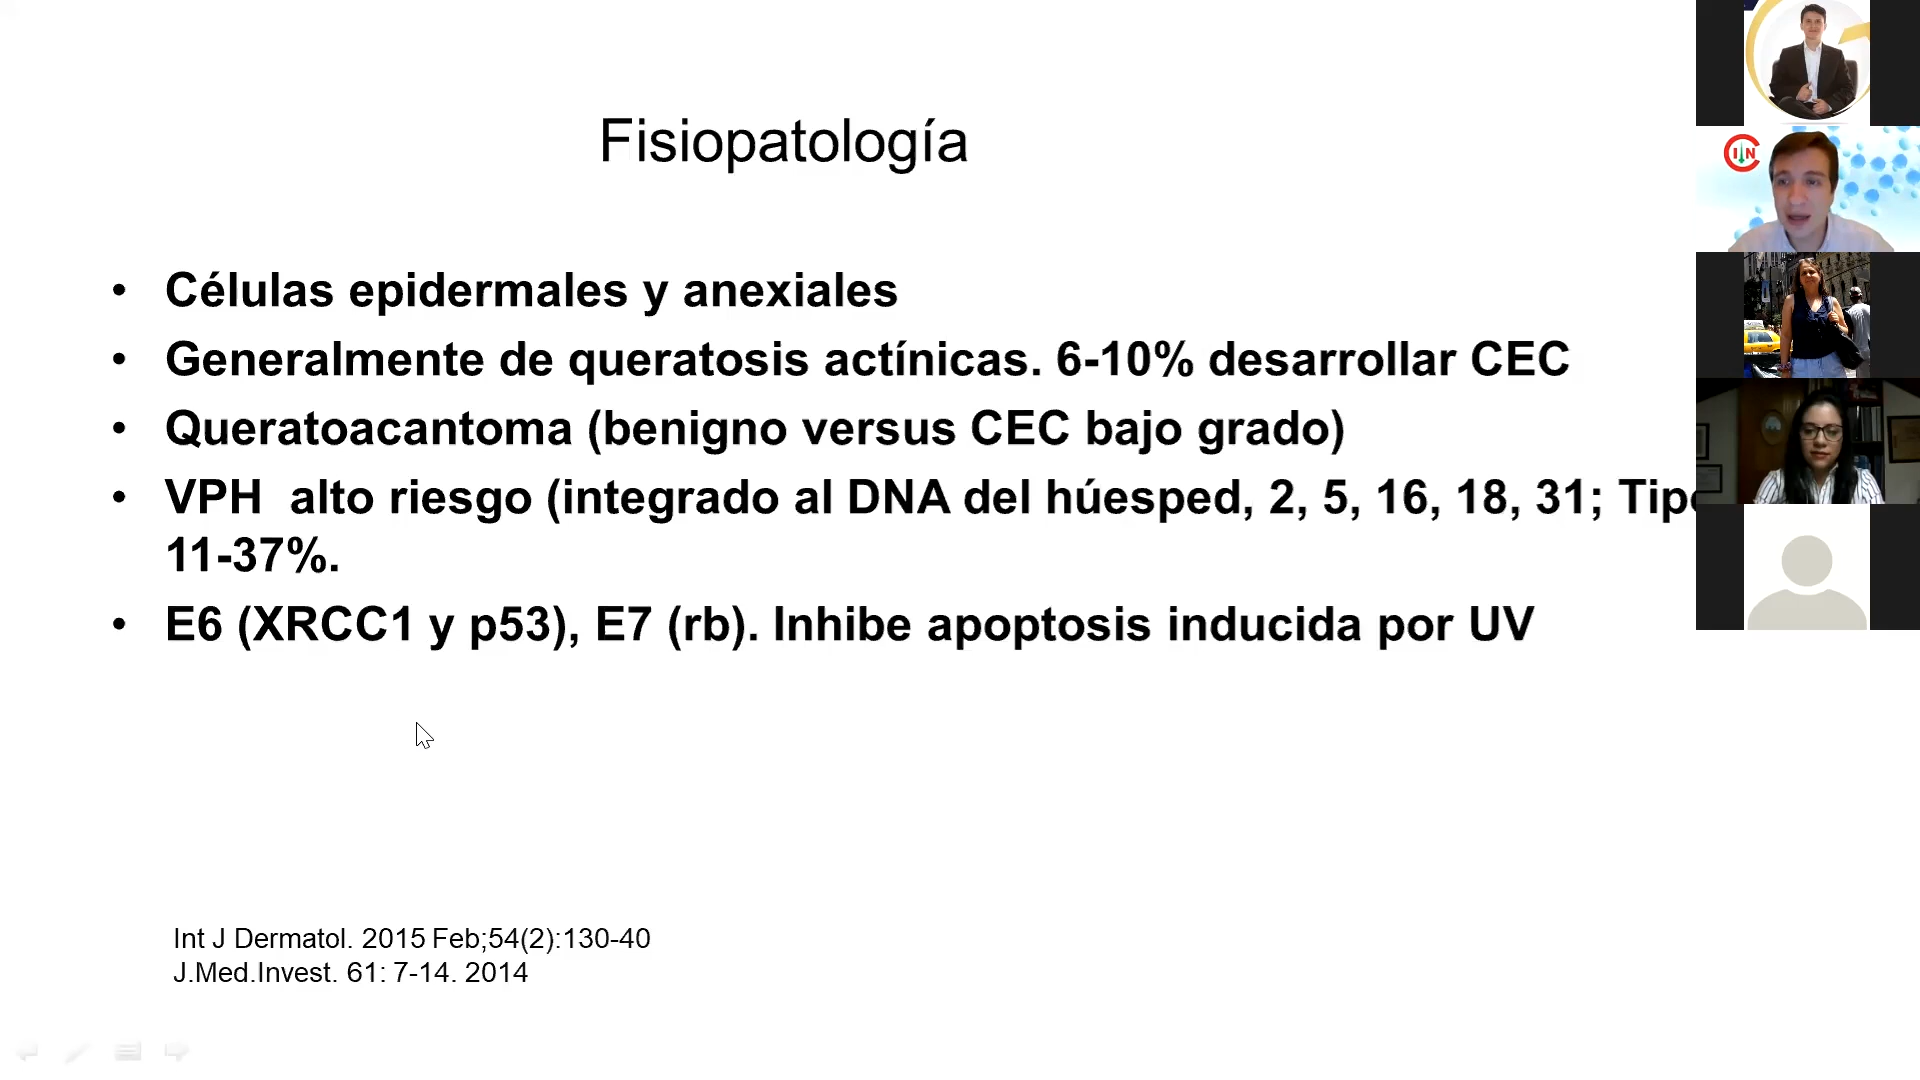 Fisiopatología
• Células epidermales y anexiales
• Generalmente de queratosis actínicas. 6-10% desarrollar CEC
• Queratoacantoma (benigno versus CEC bajo grado)
• VPH  alto riesgo (integrado al DNA del húesped, 2, 5, 16, 18, 31;
11-37%.
• E6 (XRCC1 y p53), E7 (rb). Inhibe apoptosis inducida por UV
Int J Dermatol. 2015 Feb;54(2):130-40
J.Med.Invest. 61: 7-14. 2014
CIN